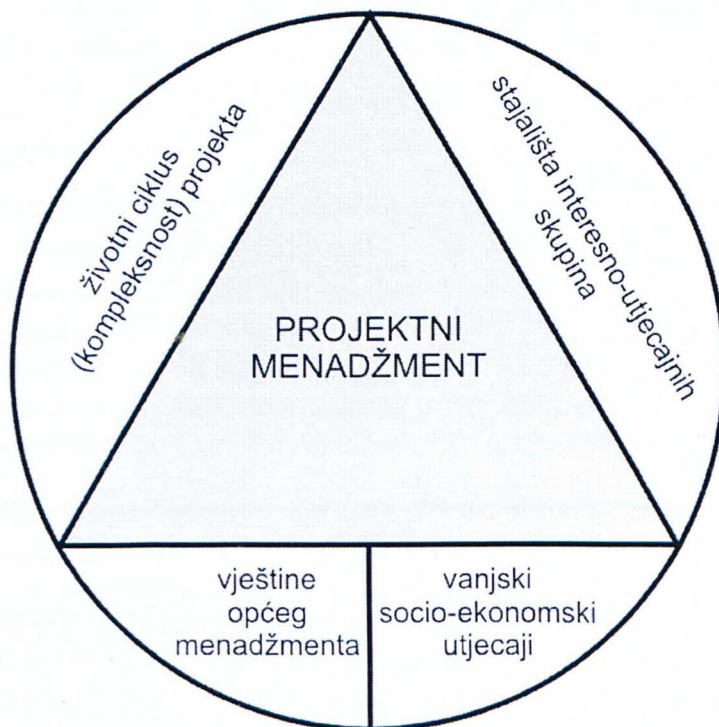 životni ciklus
(kompleksnost) projekta
stajališta interesno-utjecajnih
skupina
PROJEKTNI
MENADŽMENT
vještine
općeg
menadžmenta
vanjski
socio-ekonomski
utjecaji